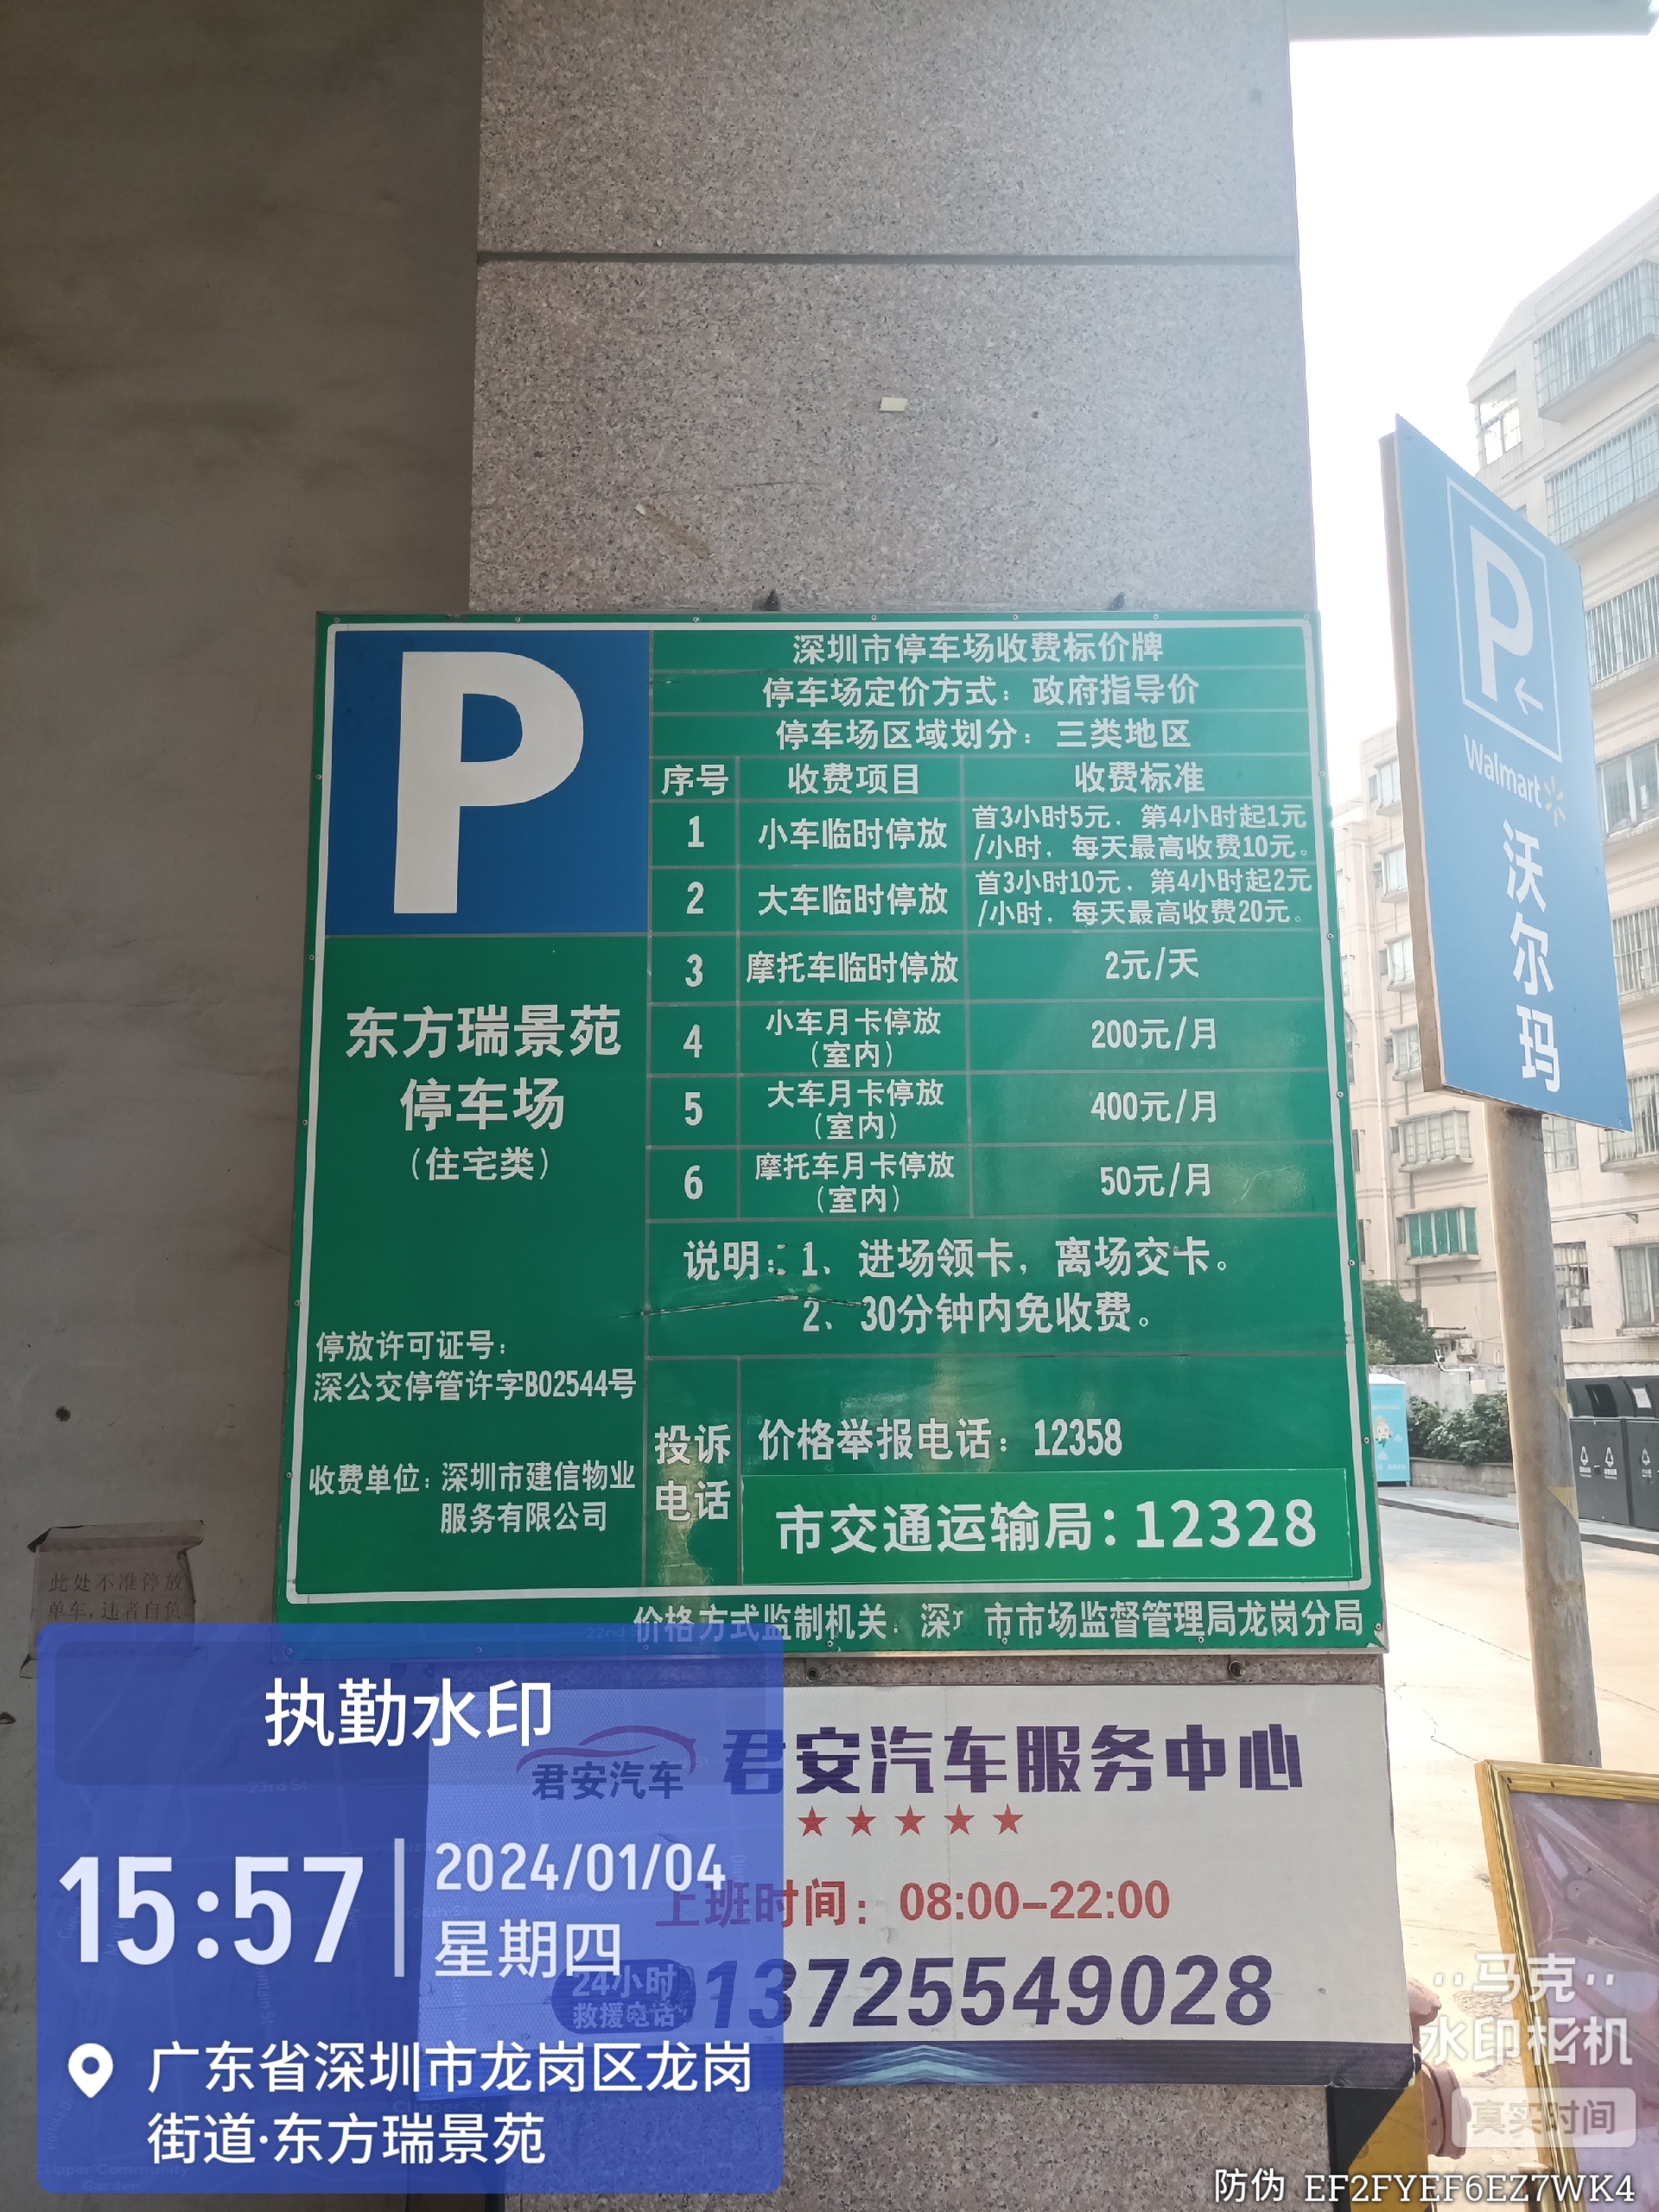 P
深圳市停车场收费标价牌
停车场定价方式：政府指导价
停车场区域划分：三类地区
序号 收费项目 收费标准
1 小车临时停放 首3小时5元，第4小时起1元
/小时，每天最高收费10元。
2 大车临时停放 首3小时10元，第4小时起2元
/小时，每天最高收费20元。
3 摩托车临时停放 2元/天
4 小车月卡停放
（室内） 200元/月
5 大车月卡停放
（室内） 400元/月
6 摩托车月卡停放
（室内） 50元/月
说明：1、进场领卡，离场交卡。
2、30分钟内免收费。
东方瑞景苑
停车场
（住宅类）
停放许可证号：
深公交停管许字B02544号
收费单位：深圳市建信物业
服务有限公司
投诉
电话
价格举报电话：12358
市交通运输局：12328
价格方式监制机关：深 市市场监督管理局龙岗分局
P
←
Walmart
沃尔玛
此处不准停放
单车，违者自负
君安汽车
君安汽车服务中心
上班时间：08:00-22:00
24小时
救援电话
13725549028
执勤水印
15:57
2024/01/04
星期四
广东省深圳市龙岗区龙岗
街道·东方瑞景苑
马克
水印相机
真实时间
防伪 EF2FYEF6EZ7WK4